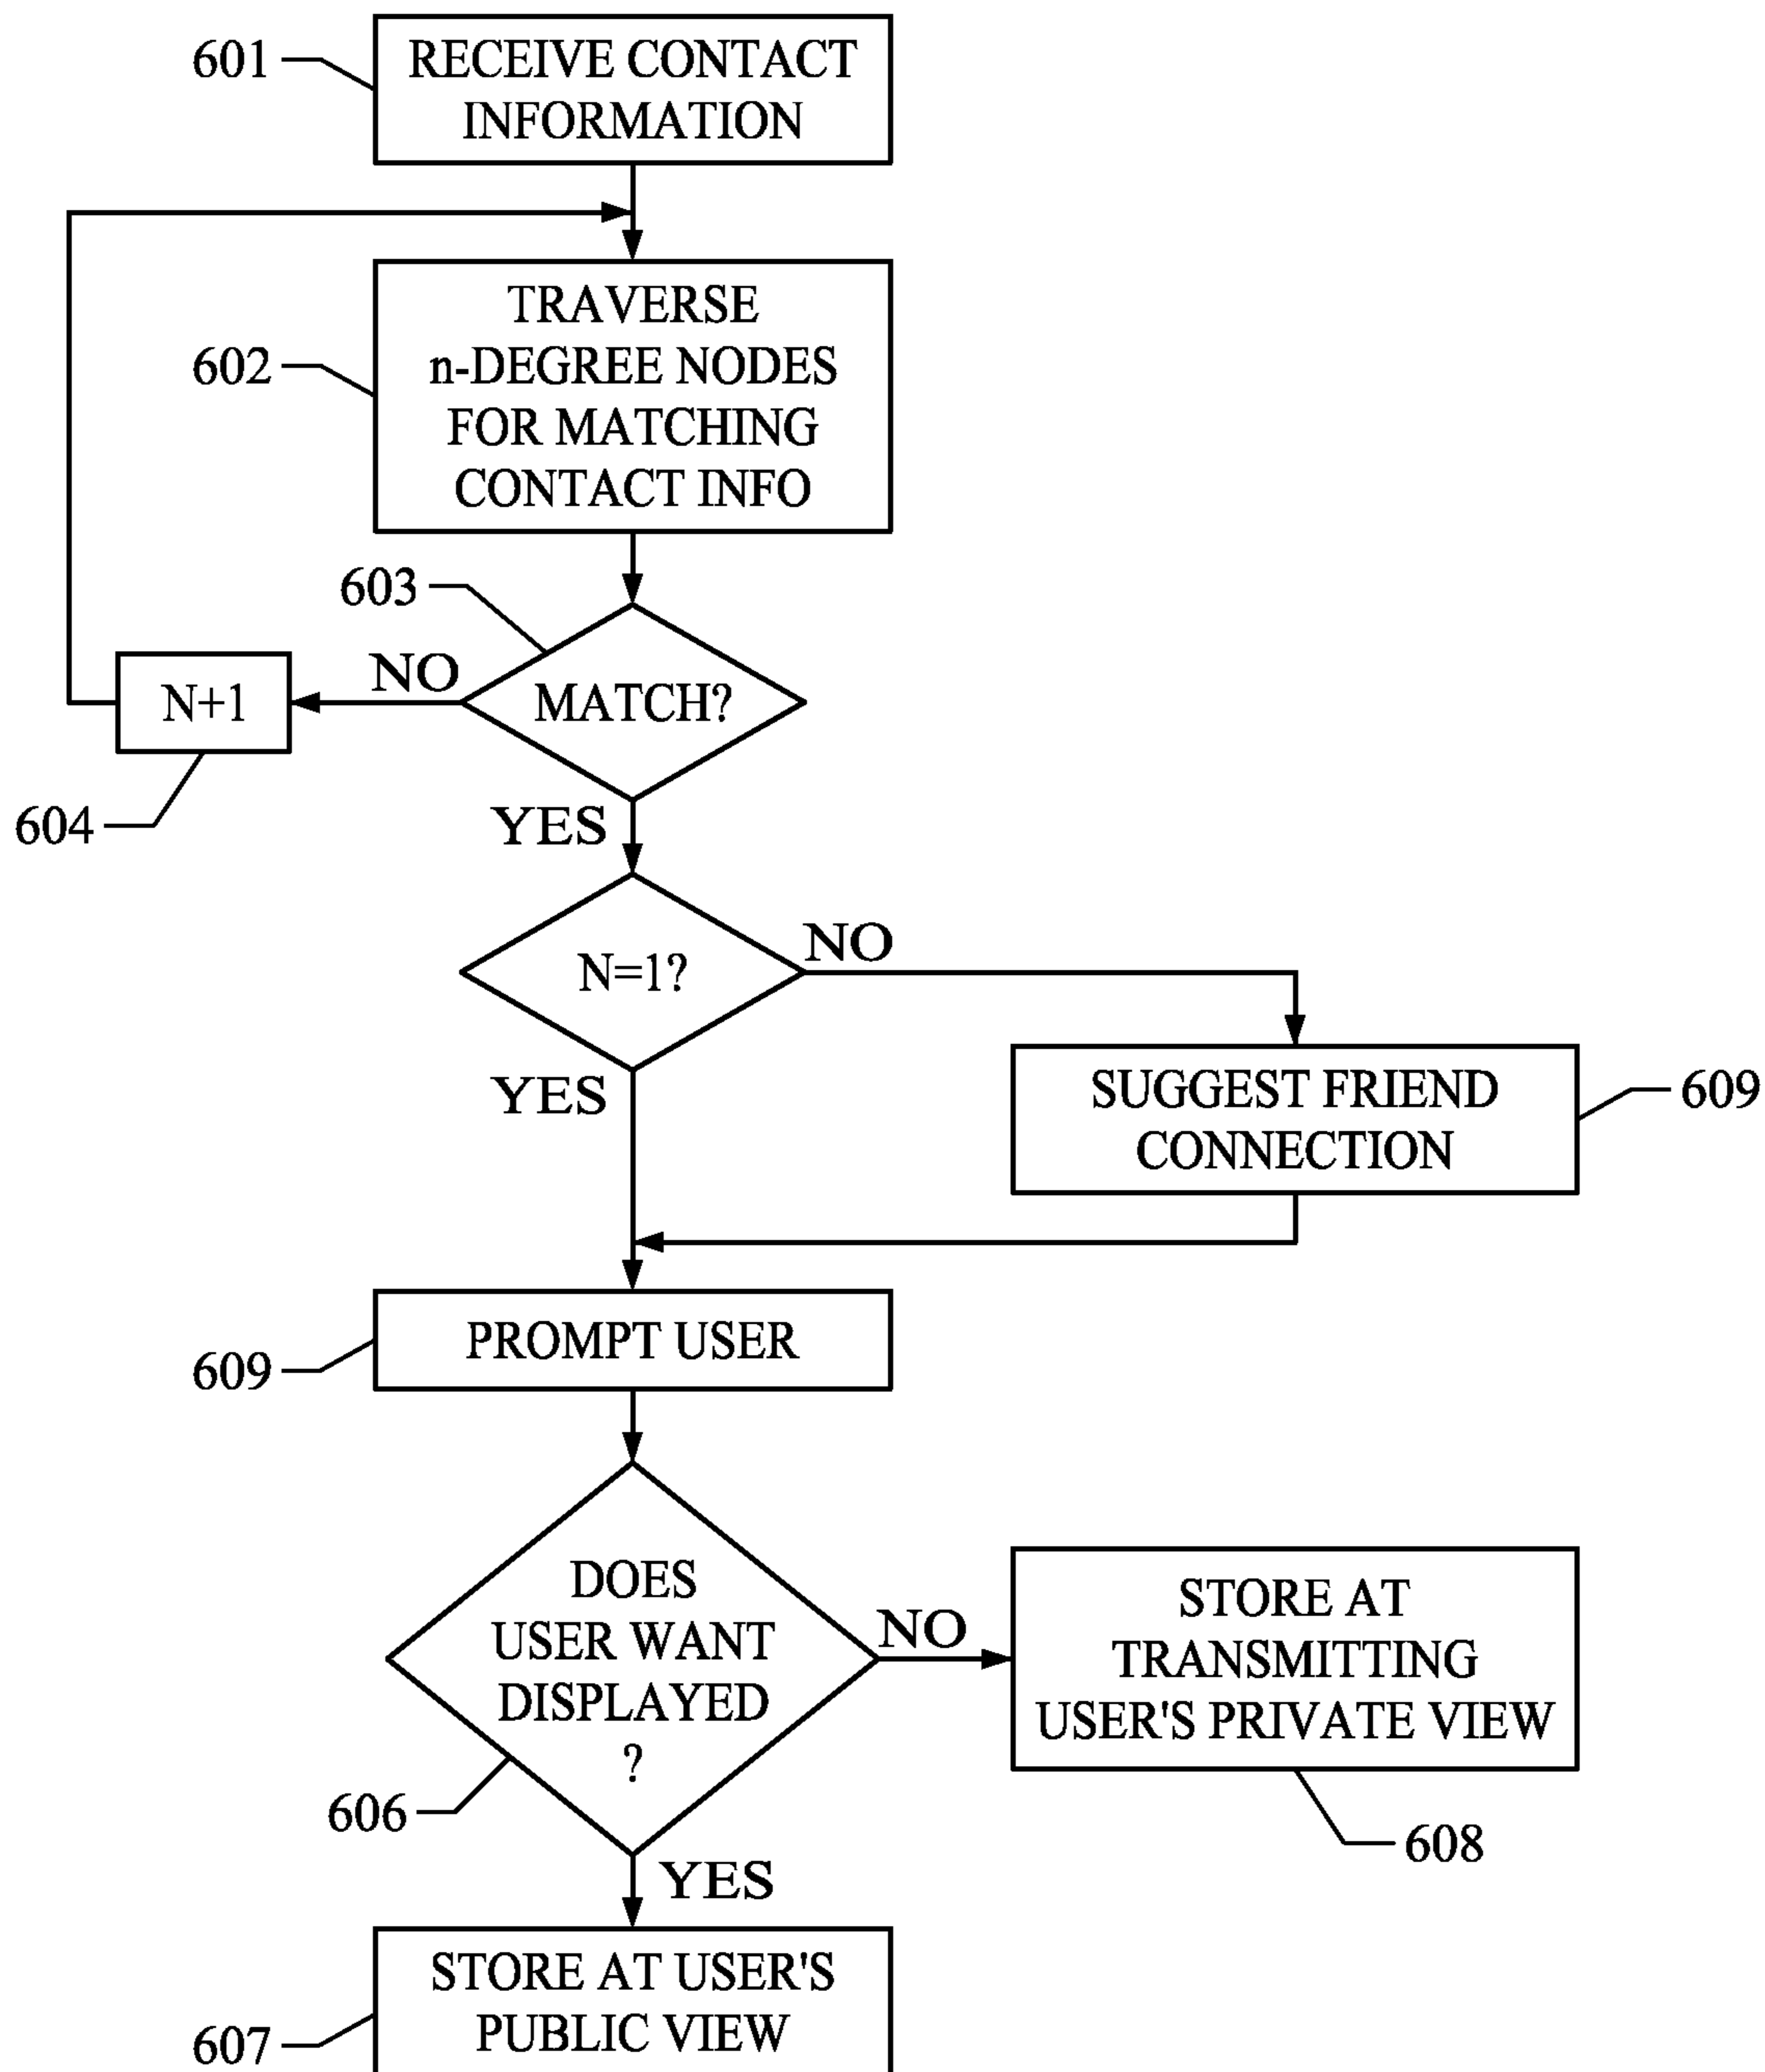 601
RECEIVE CONTACT
INFORMATION
602
TRAVERSE
n-DEGREE NODES
FOR MATCHING
CONTACT INFO
603
MATCH?
NO
N+1
604
YES
N=1?
NO
YES
SUGGEST FRIEND
CONNECTION
609
PROMPT USER
609
DOES
USER WANT
DISPLAYED
?
606
NO
STORE AT
TRANSMITTING
USER'S PRIVATE VIEW
608
YES
STORE AT USER'S
PUBLIC VIEW
607